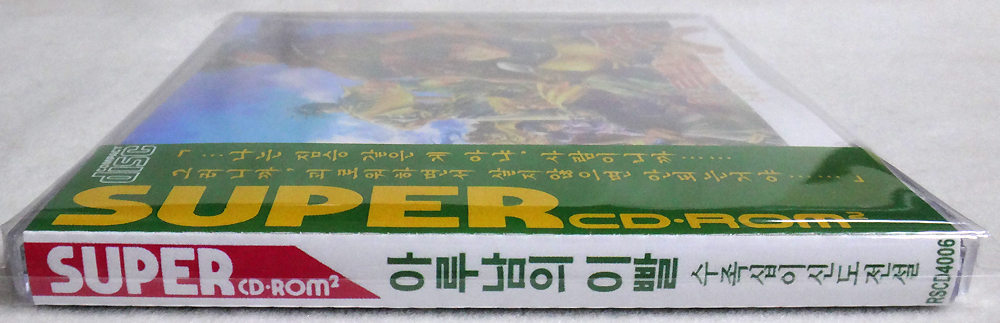 COMPACT
disc
「…나는 짐승 같은게 아냐, 사람이니까……
그러니까, 괴로워하면서 살지않으면 안되는거야……」
SUPER CD-ROM²
SUPER CD-ROM² 아루남의 이빨 수족십이신도전설 RSCD4006